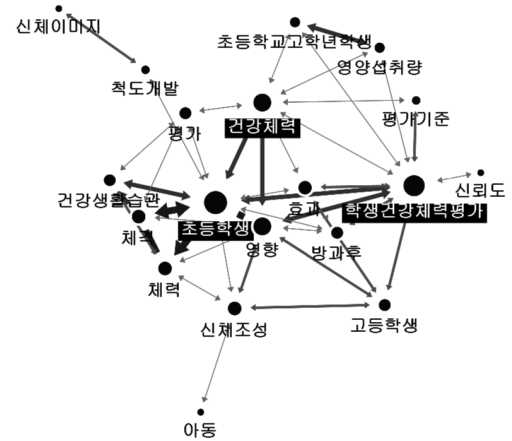 신체이미지
초등학교고학년학생
영양섭취량
척도개발
평가
건강체력
평가기준
건강생활습관
신뢰도
체육
초등학생
효과
학생건강체력평가
영향
방과후
체력
신체조성
고등학생
아동